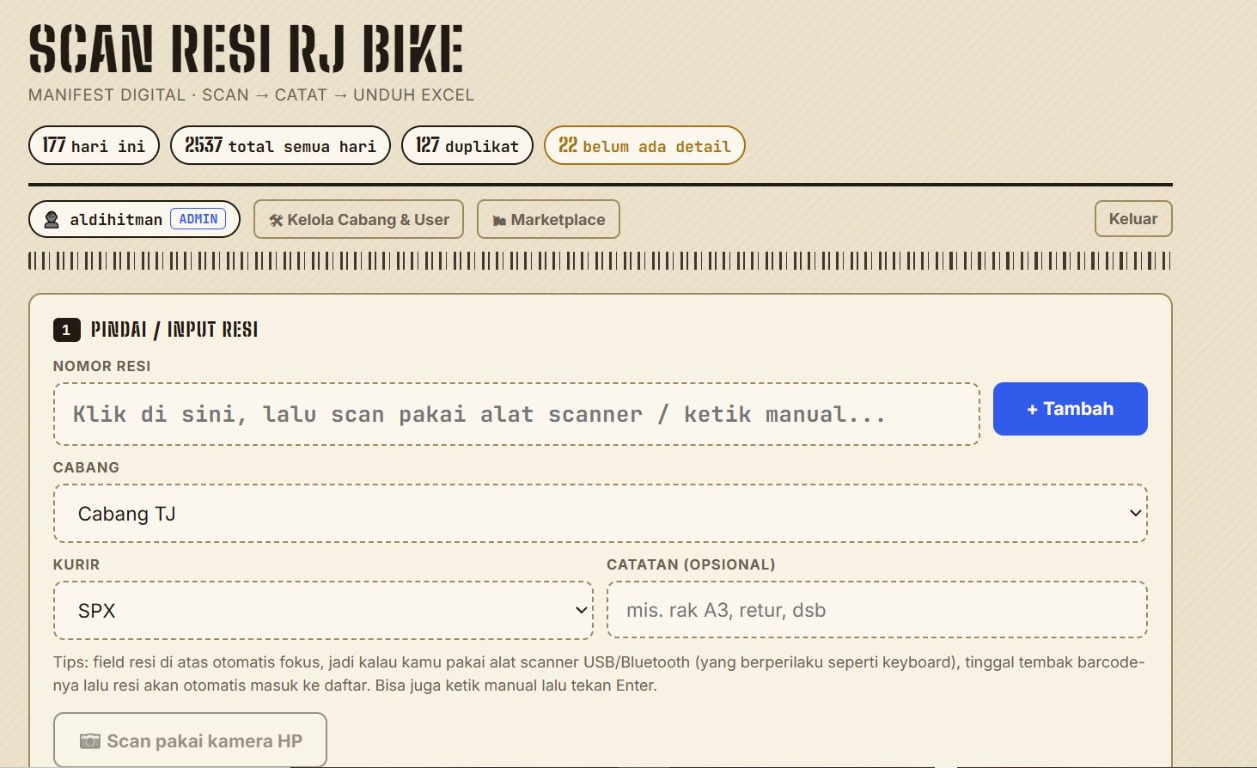 SCAN RESI RJ BIKE
MANIFEST DIGITAL · SCAN → CATAT → UNDUH EXCEL
177 hari ini
2537 total semua hari
127 duplikat
22 belum ada detail
aldihitman ADMIN
Kelola Cabang & User
Marketplace
Keluar
1 PINDAI / INPUT RESI
NOMOR RESI
Klik di sini, lalu scan pakai alat scanner / ketik manual...
+ Tambah
CABANG
Cabang TJ
KURIR
CATATAN (OPSIONAL)
SPX
mis. rak A3, retur, dsb
Tips: field resi di atas otomatis fokus, jadi kalau kamu pakai alat scanner USB/Bluetooth (yang berperilaku seperti keyboard), tinggal tembak barcode-
nya lalu resi akan otomatis masuk ke daftar. Bisa juga ketik manual lalu tekan Enter.
Scan pakai kamera HP